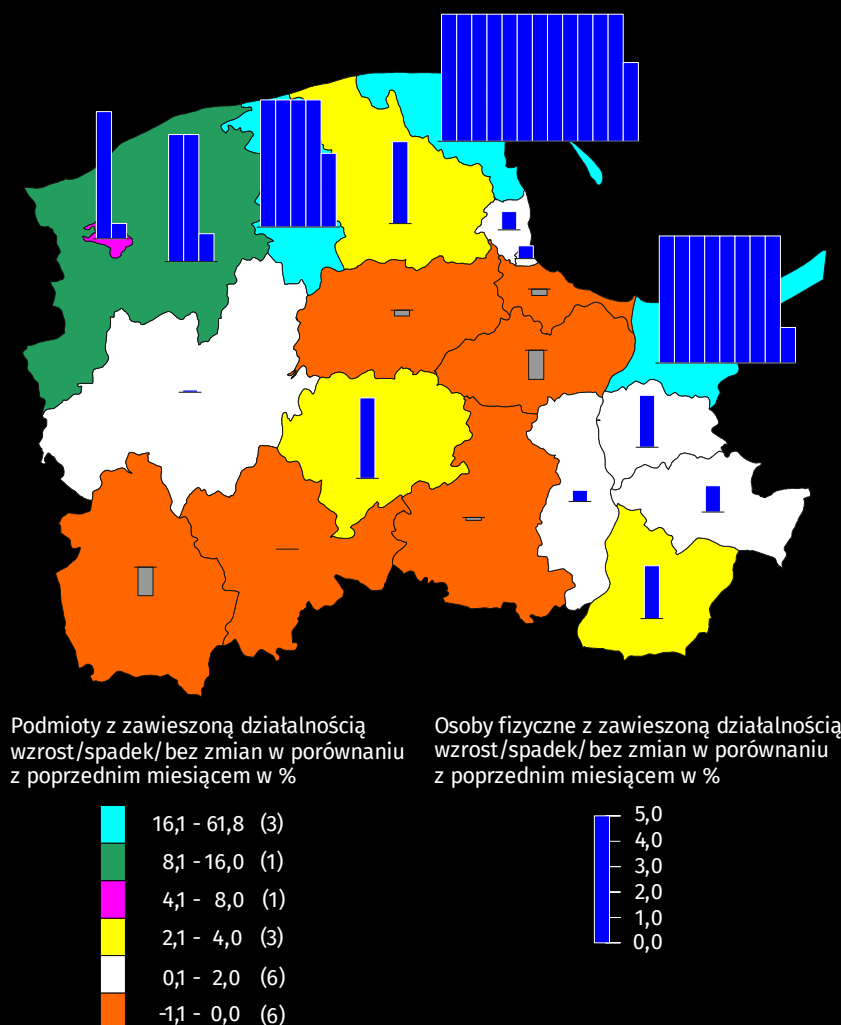 Podmioty z zawieszoną działalnością
wzrost/spadek/bez zmian w porównaniu
z poprzednim miesiącem w %
16,1 - 61,8 (3)
8,1 - 16,0 (1)
4,1 - 8,0 (1)
2,1 - 4,0 (3)
0,1 - 2,0 (6)
-1,1 - 0,0 (6)
Osoby fizyczne z zawieszoną działalnością
wzrost/spadek/bez zmian w porównaniu
z poprzednim miesiącem w %
5,0
4,0
3,0
2,0
1,0
0,0